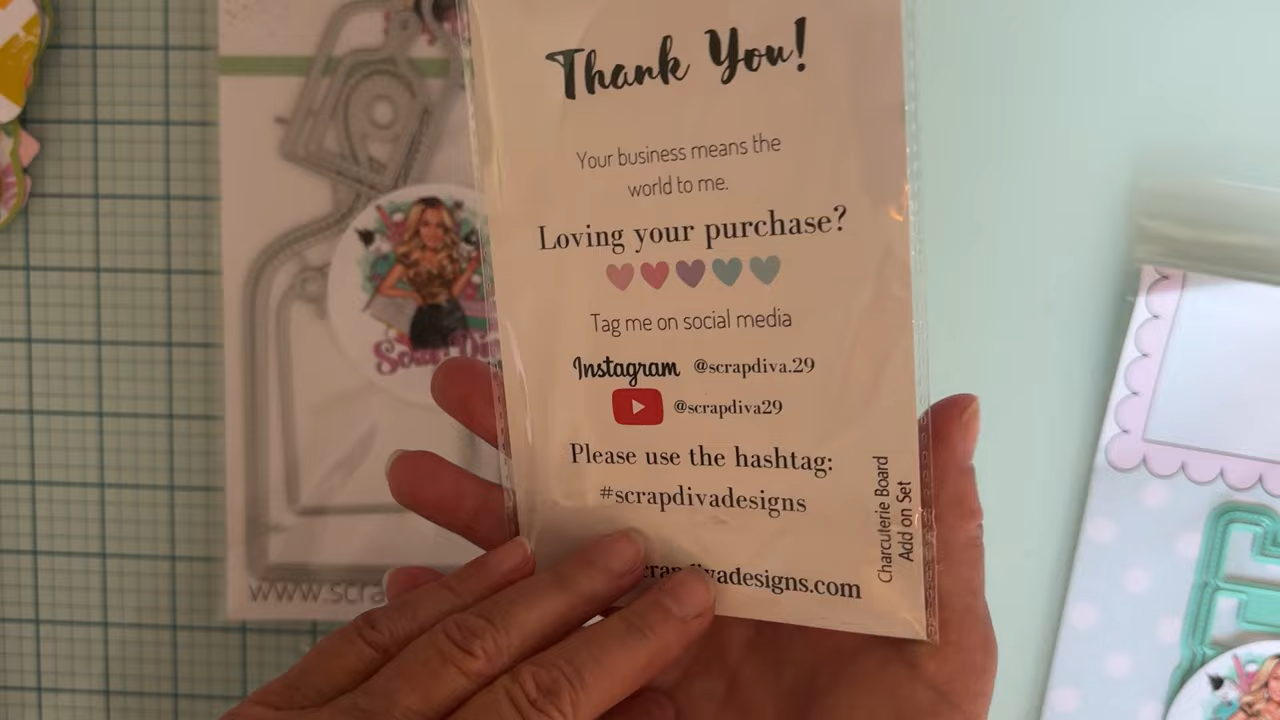 Thank You!
Your business means the
world to me.
Loving your purchase?
Tag me on social media
Instagram @scrapdiva.29
@scrapdiva29
Please use the hashtag:
#scrapdivadesigns
Charcuterie Board
Add on Set